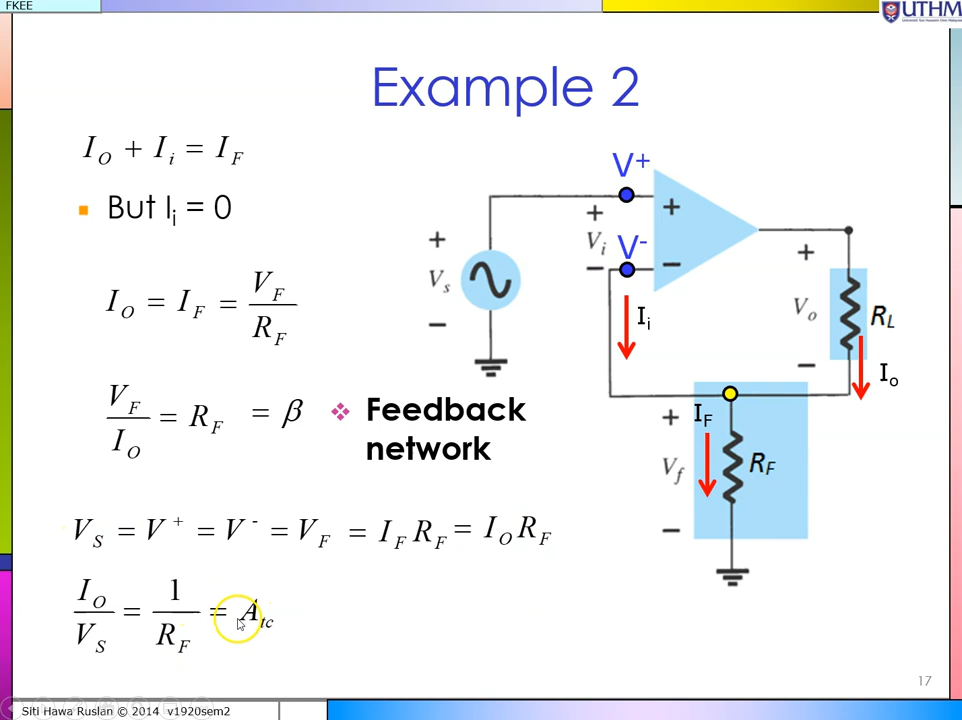 FKEE
UTHM
Example 2
I_O + I_i = I_F
But I_i = 0
I_O = I_F = V_F / R_F
V_F / I_O = R_F = β
Feedback
network
V_S = V^+ = V^- = V_F = I_F R_F = I_O R_F
I_O / V_S = 1 / R_F = A_tc
V+
+
+
V_i
V-
−
−
+
V_s
−
I_i
+
V_o
−
R_L
I_o
+
I_F
V_f
R_F
−
17
Siti Hawa Ruslan © 2014 v1920sem2